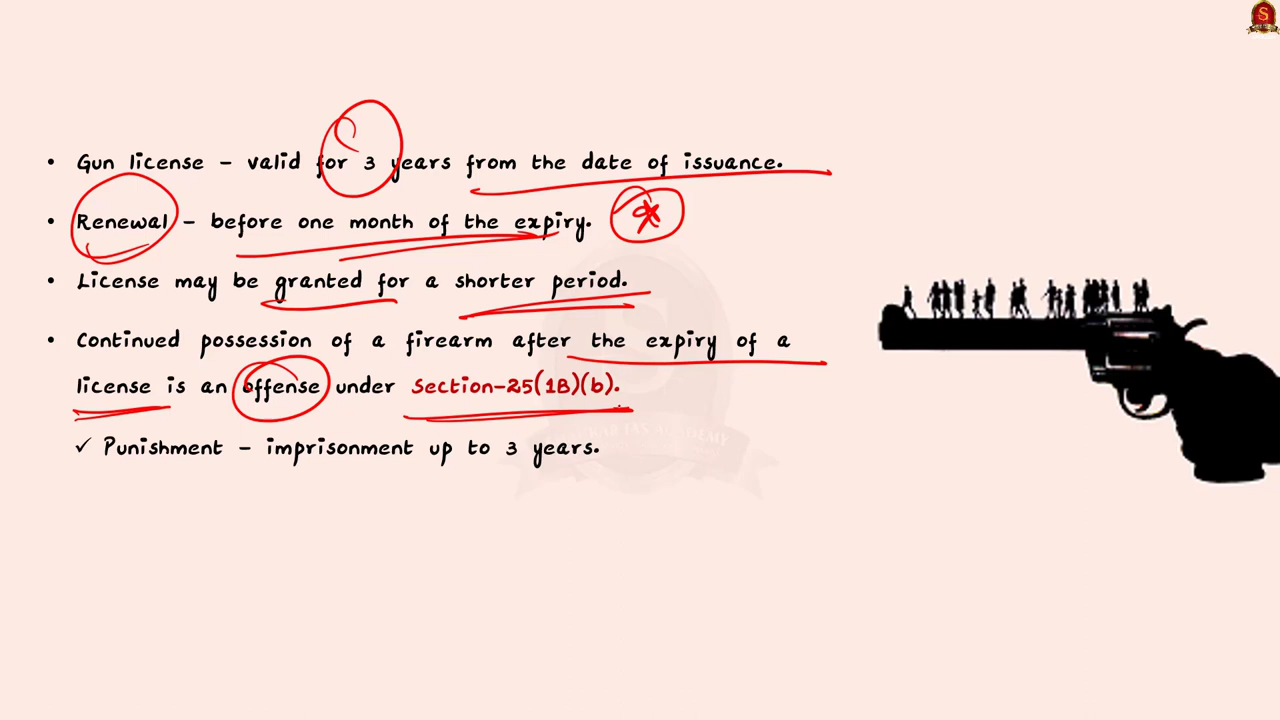 • Gun license – valid for 3 years from the date of issuance.
• Renewal – before one month of the expiry.
• License may be granted for a shorter period.
• Continued possession of a firearm after the expiry of a
license is an offense under Section-25(1B)(b).
✓ Punishment – imprisonment up to 3 years.
S